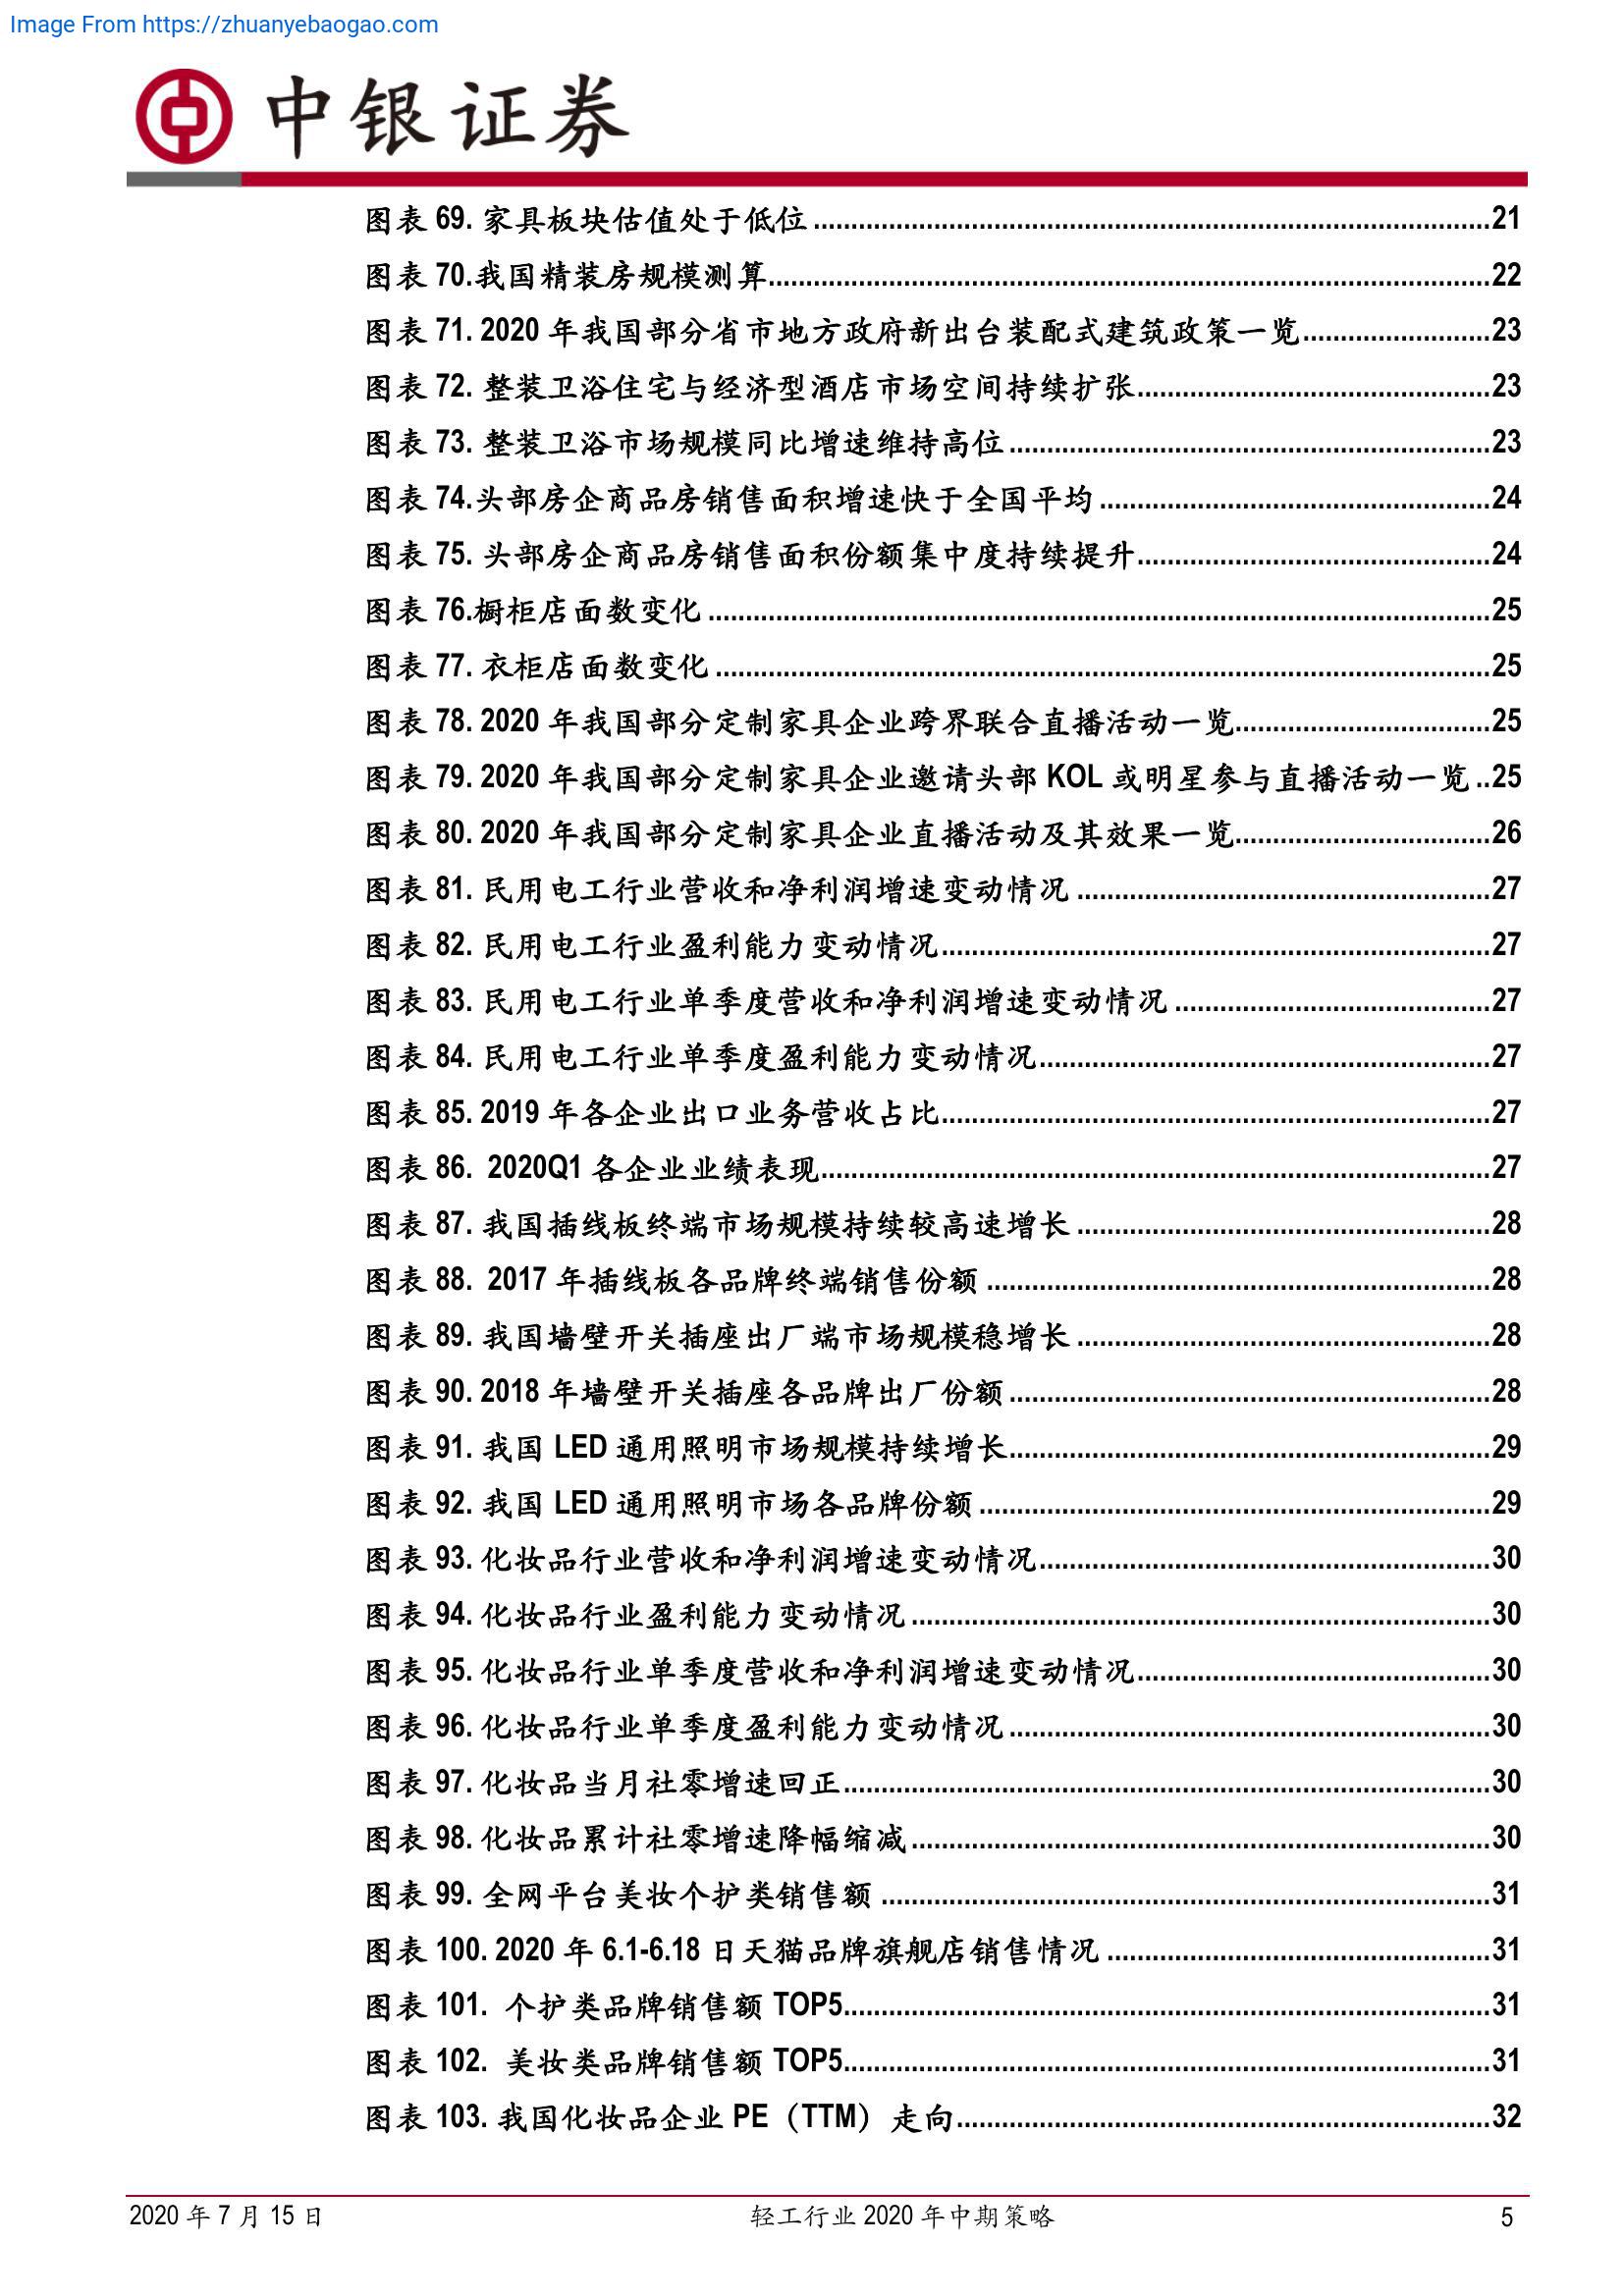 Image From https://zhuanyebaogao.com
中银证券
图表 69. 家具板块估值处于低位......21
图表 70.我国精装房规模测算......22
图表 71. 2020 年我国部分省市地方政府新出台装配式建筑政策一览......23
图表 72. 整装卫浴住宅与经济型酒店市场空间持续扩张......23
图表 73. 整装卫浴市场规模同比增速维持高位......23
图表 74.头部房企商品房销售面积增速快于全国平均......24
图表 75. 头部房企商品房销售面积份额集中度持续提升......24
图表 76.橱柜店面数变化......25
图表 77. 衣柜店面数变化......25
图表 78. 2020 年我国部分定制家具企业跨界联合直播活动一览......25
图表 79. 2020 年我国部分定制家具企业邀请头部 KOL 或明星参与直播活动一览..25
图表 80. 2020 年我国部分定制家具企业直播活动及其效果一览......26
图表 81. 民用电工行业营收和净利润增速变动情况......27
图表 82. 民用电工行业盈利能力变动情况......27
图表 83. 民用电工行业单季度营收和净利润增速变动情况......27
图表 84. 民用电工行业单季度盈利能力变动情况......27
图表 85. 2019 年各企业出口业务营收占比......27
图表 86. 2020Q1 各企业业绩表现......27
图表 87. 我国插线板终端市场规模持续较高速增长......28
图表 88. 2017 年插线板各品牌终端销售份额......28
图表 89. 我国墙壁开关插座出厂端市场规模稳增长......28
图表 90. 2018 年墙壁开关插座各品牌出厂份额......28
图表 91. 我国 LED 通用照明市场规模持续增长......29
图表 92. 我国 LED 通用照明市场各品牌份额......29
图表 93. 化妆品行业营收和净利润增速变动情况......30
图表 94. 化妆品行业盈利能力变动情况......30
图表 95. 化妆品行业单季度营收和净利润增速变动情况......30
图表 96. 化妆品行业单季度盈利能力变动情况......30
图表 97. 化妆品当月社零增速回正......30
图表 98. 化妆品累计社零增速降幅缩减......30
图表 99. 全网平台美妆个护类销售额......31
图表 100. 2020 年 6.1-6.18 日天猫品牌旗舰店销售情况......31
图表 101. 个护类品牌销售额 TOP5......31
图表 102. 美妆类品牌销售额 TOP5......31
图表 103. 我国化妆品企业 PE（TTM）走向......32
2020 年 7 月 15 日
轻工行业 2020 年中期策略
5